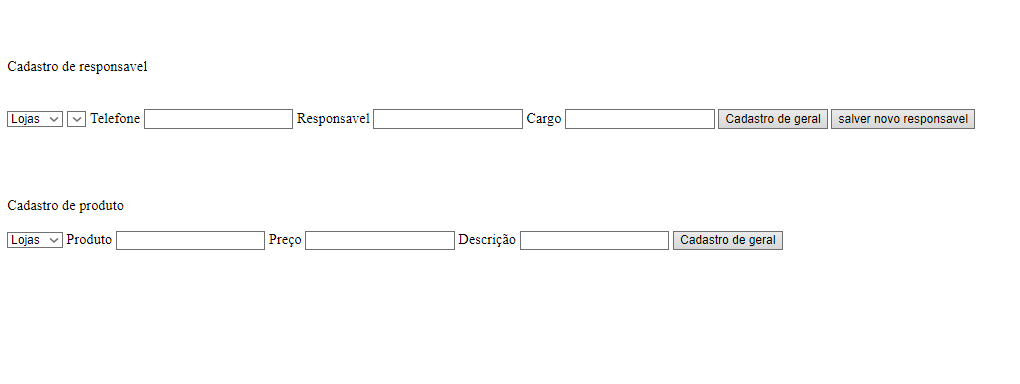 Cadastro de responsavel
Lojas Telefone Responsavel Cargo Cadastro de geral salver novo responsavel
Cadastro de produto
Lojas Produto Preço Descrição Cadastro de geral